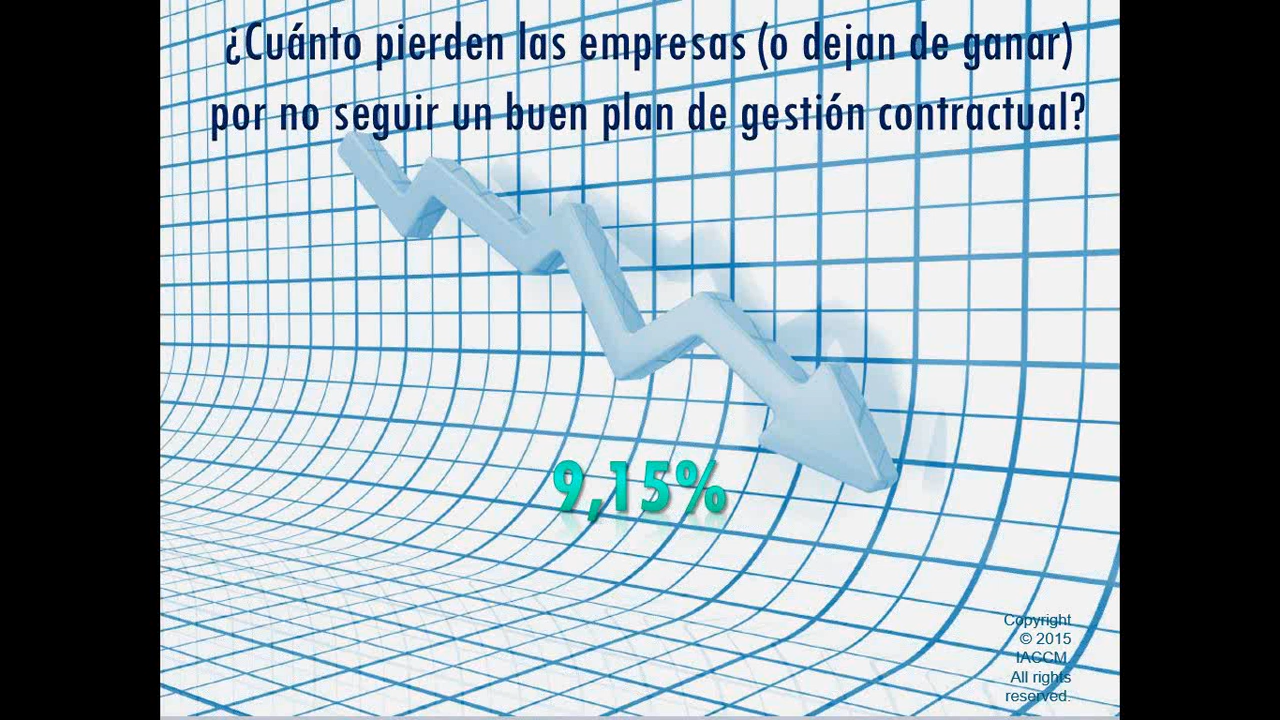 ¿Cuánto pierden las empresas (o dejan de ganar)
por no seguir un buen plan de gestión contractual?
9,15%
Copyright
© 2015
IACCM.
All rights
reserved.